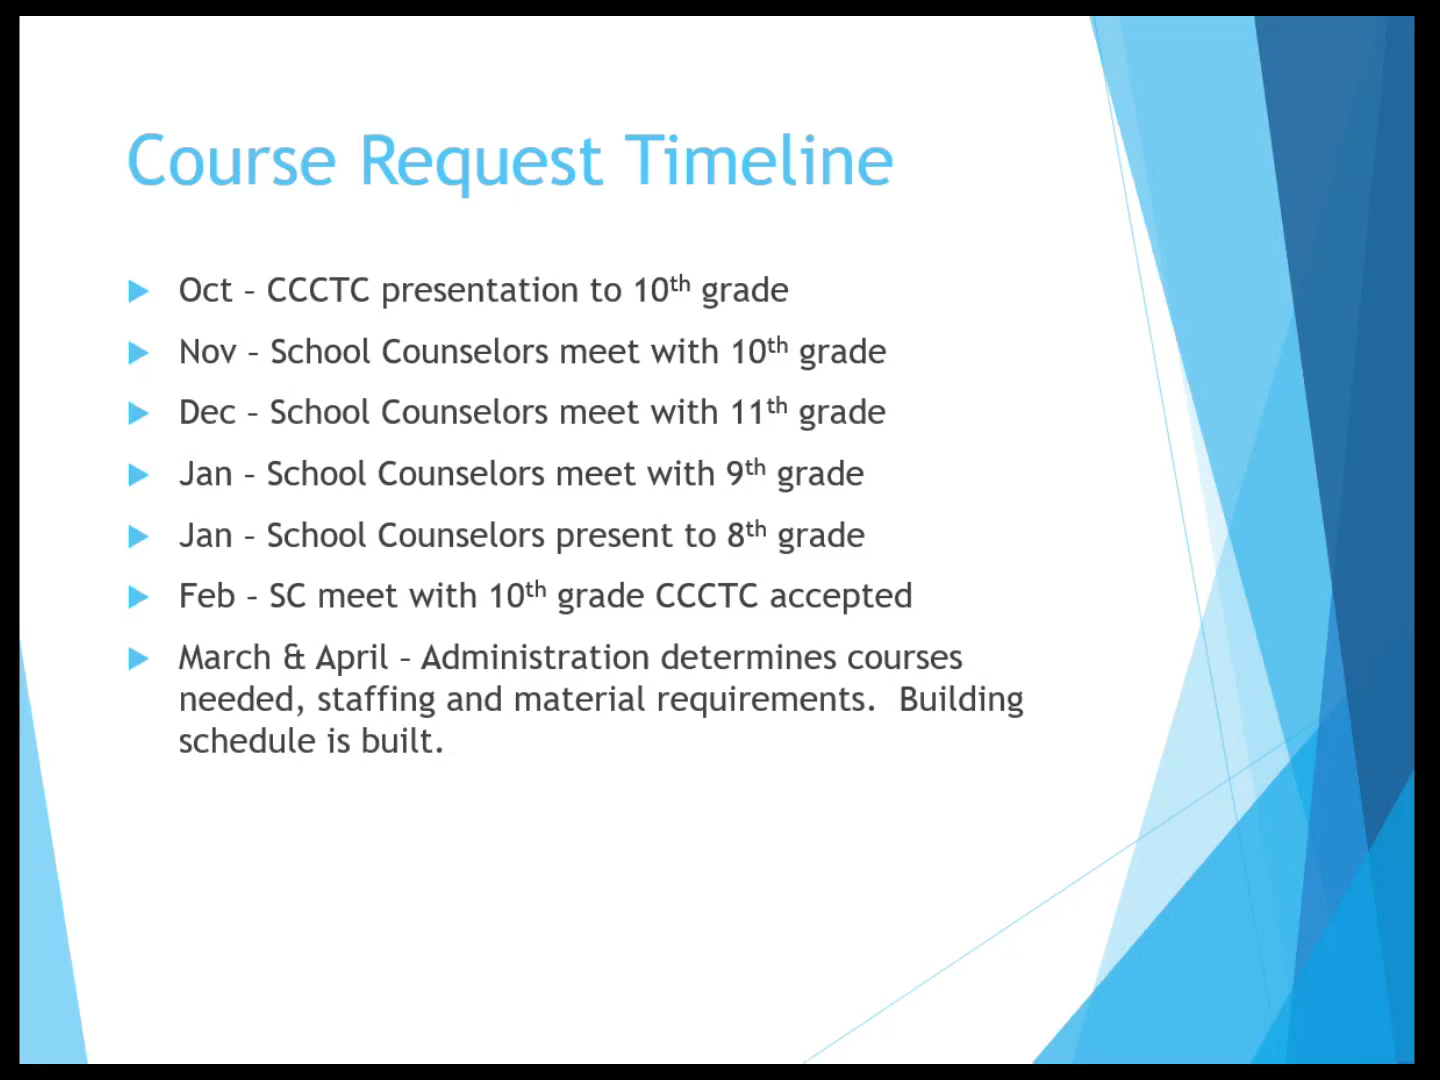 Course Request Timeline
Oct – CCCTC presentation to 10th grade
Nov – School Counselors meet with 10th grade
Dec – School Counselors meet with 11th grade
Jan – School Counselors meet with 9th grade
Jan – School Counselors present to 8th grade
Feb – SC meet with 10th grade CCCTC accepted
March & April – Administration determines courses
needed, staffing and material requirements.  Building
schedule is built.